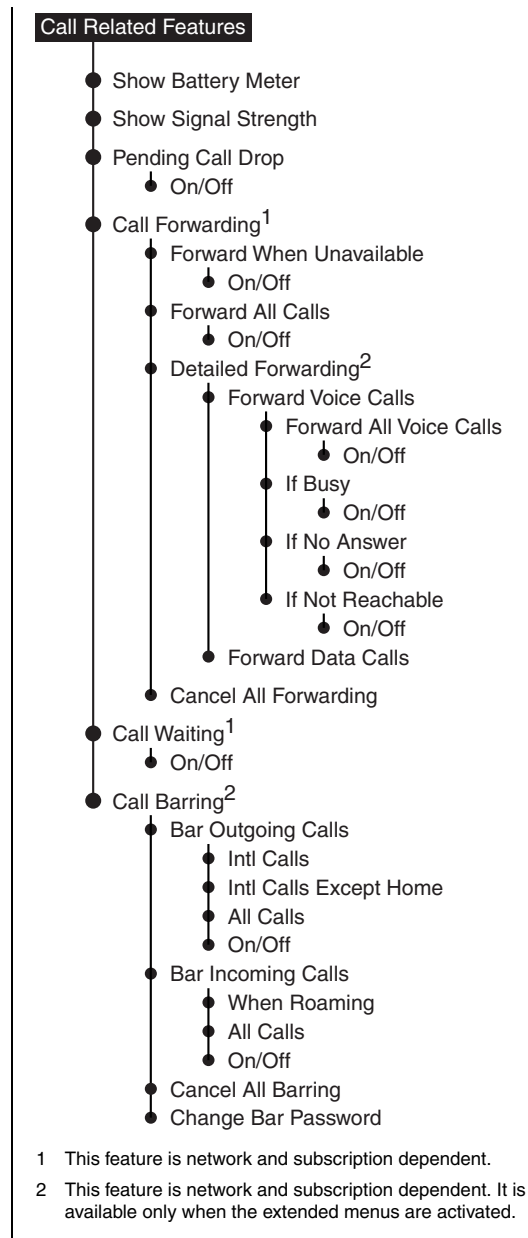 Call Related Features
Show Battery Meter
Show Signal Strength
Pending Call Drop
On/Off
Call Forwarding1
Forward When Unavailable
On/Off
Forward All Calls
On/Off
Detailed Forwarding2
Forward Voice Calls
Forward All Voice Calls
On/Off
If Busy
On/Off
If No Answer
On/Off
If Not Reachable
On/Off
Forward Data Calls
Cancel All Forwarding
Call Waiting1
On/Off
Call Barring2
Bar Outgoing Calls
Intl Calls
Intl Calls Except Home
All Calls
On/Off
Bar Incoming Calls
When Roaming
All Calls
On/Off
Cancel All Barring
Change Bar Password
1 This feature is network and subscription dependent.
2 This feature is network and subscription dependent. It is
available only when the extended menus are activated.